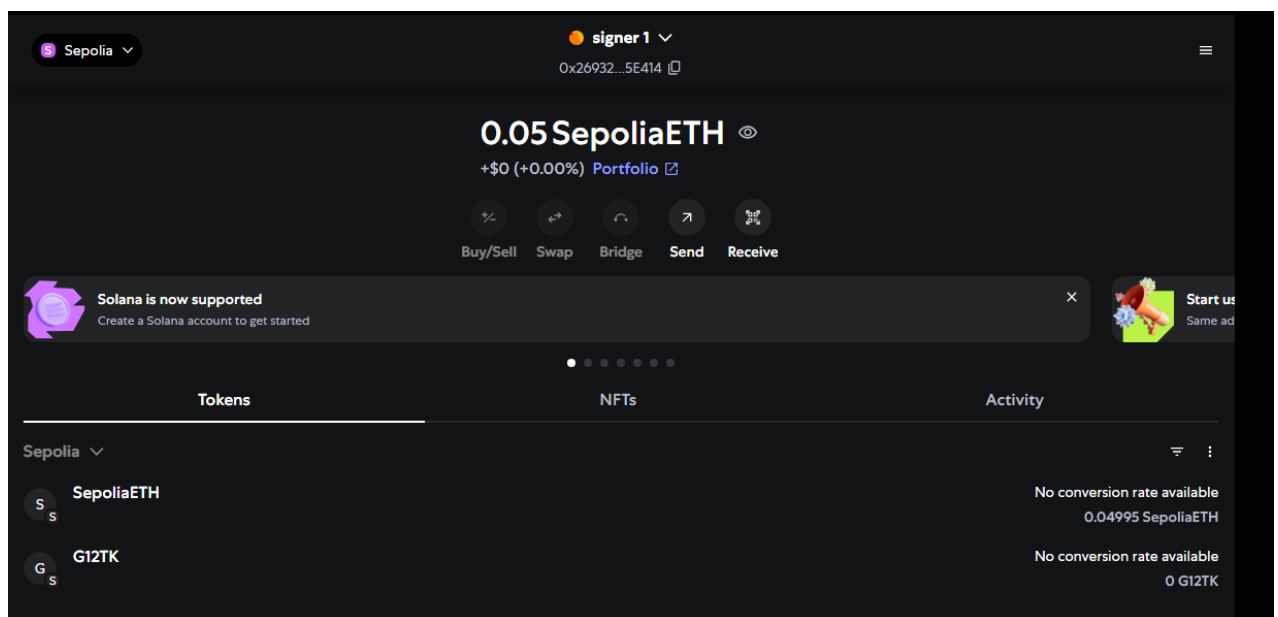 S Sepolia
signer 1
0x26932...5E414
0.05 SepoliaETH
+$0 (+0.00%) Portfolio
Buy/Sell Swap Bridge Send Receive
Solana is now supported
Create a Solana account to get started
Start us
Same ad
Tokens NFTs Activity
Sepolia
S S SepoliaETH No conversion rate available
0.04995 SepoliaETH
G S G12TK No conversion rate available
0 G12TK